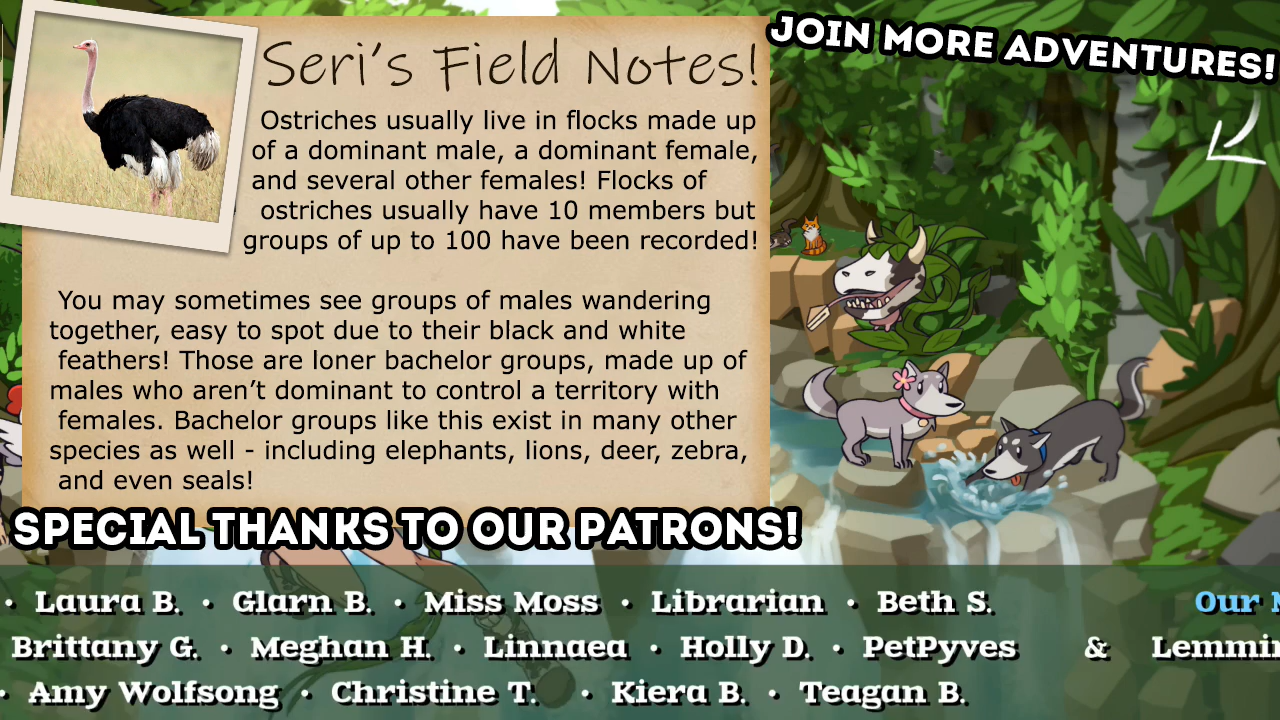 Seri's Field Notes!
JOIN MORE ADVENTURES!
Ostriches usually live in flocks made up
of a dominant male, a dominant female,
and several other females! Flocks of
ostriches usually have 10 members but
groups of up to 100 have been recorded!
You may sometimes see groups of males wandering
together, easy to spot due to their black and white
feathers! Those are loner bachelor groups, made up of
males who aren't dominant to control a territory with
females. Bachelor groups like this exist in many other
species as well - including elephants, lions, deer, zebra,
and even seals!
SPECIAL THANKS TO OUR PATRONS!
• Laura B. • Glarn B. • Miss Moss • Librarian • Beth S. Our
Brittany G. • Meghan H. • Linnaea • Holly D. • PetPyves & Lemmin
• Amy Wolfsong • Christine T. • Kiera B. • Teagan B.